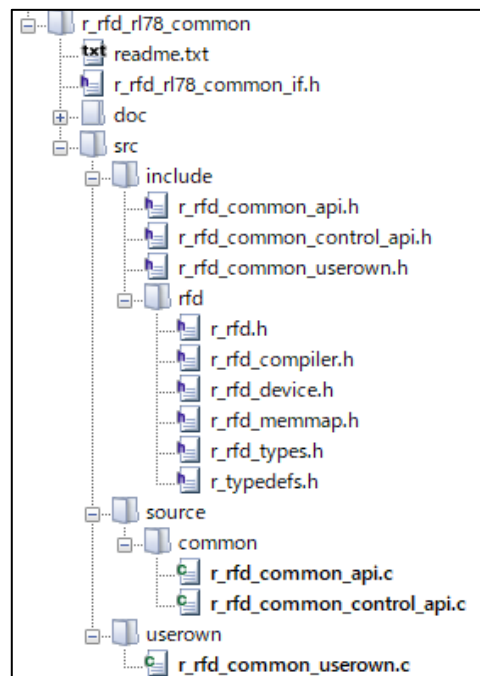 r_rfd_rl78_common
readme.txt
r_rfd_rl78_common_if.h
doc
src
include
r_rfd_common_api.h
r_rfd_common_control_api.h
r_rfd_common_userown.h
rfd
r_rfd.h
r_rfd_compiler.h
r_rfd_device.h
r_rfd_memmap.h
r_rfd_types.h
r_typedefs.h
source
common
r_rfd_common_api.c
r_rfd_common_control_api.c
userown
r_rfd_common_userown.c